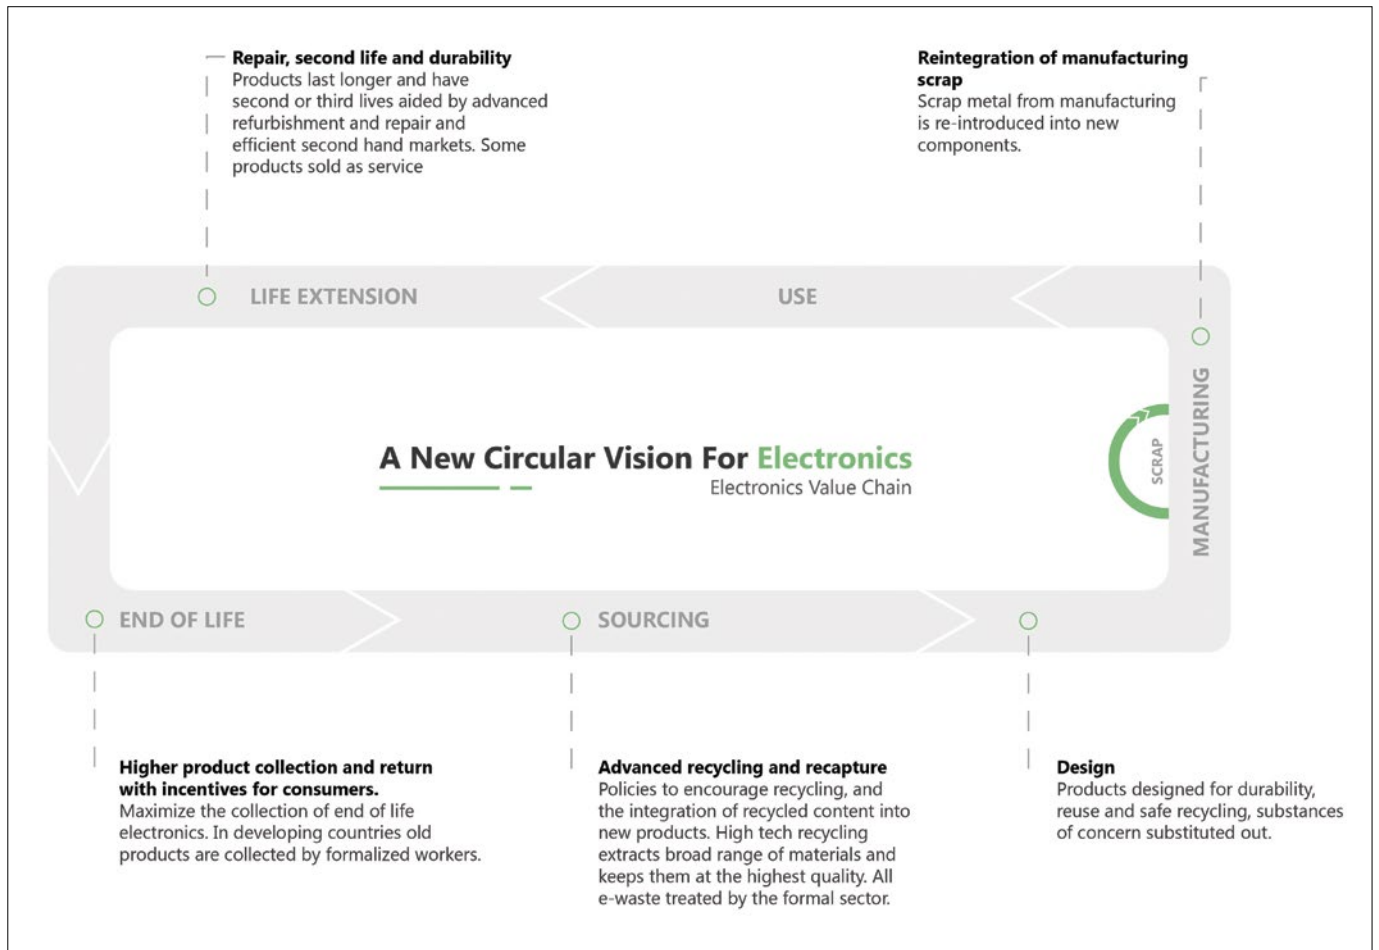 Repair, second life and durability
Products last longer and have
second or third lives aided by advanced
refurbishment and repair and
efficient second hand markets. Some
products sold as service
Reintegration of manufacturing
scrap
Scrap metal from manufacturing
is re-introduced into new
components.
LIFE EXTENSION
USE
MANUFACTURING
SCRAP
A New Circular Vision For Electronics
Electronics Value Chain
END OF LIFE
SOURCING
Higher product collection and return
with incentives for consumers.
Maximize the collection of end of life
electronics. In developing countries old
products are collected by formalized workers.
Advanced recycling and recapture
Policies to encourage recycling, and
the integration of recycled content into
new products. High tech recycling
extracts broad range of materials and
keeps them at the highest quality. All
e-waste treated by the formal sector.
Design
Products designed for durability,
reuse and safe recycling, substances
of concern substituted out.